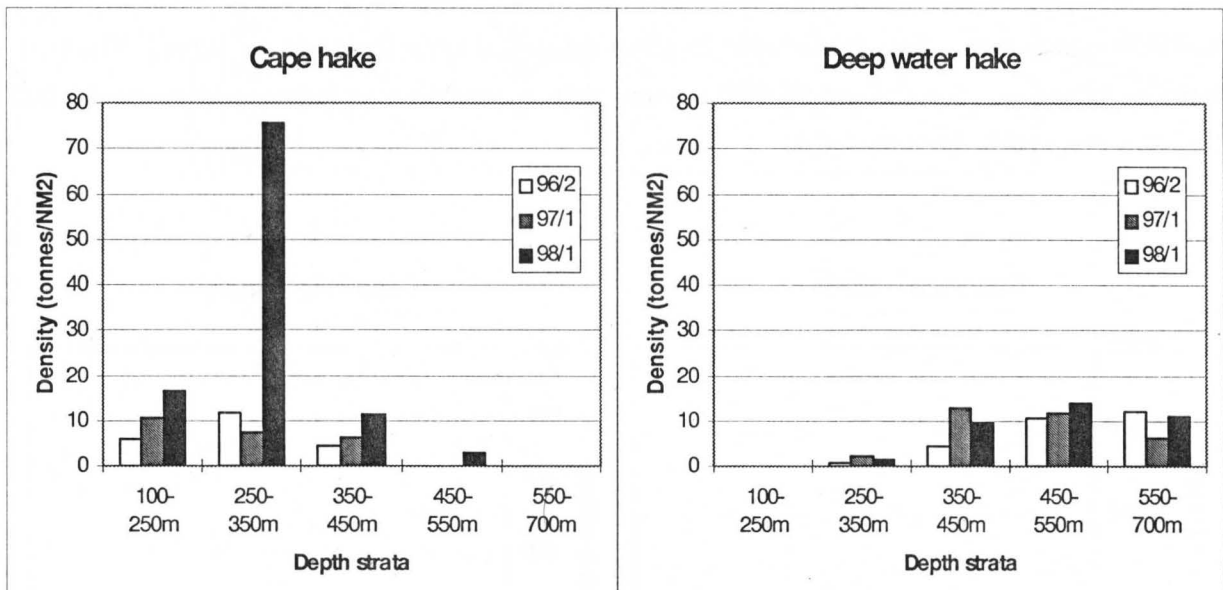 Cape hake
Density (tonnes/NM2)
80
70
60
50
40
30
20
10
0
96/2
97/1
98/1
100-
250m
250-
350m
350-
450m
450-
550m
550-
700m
Depth strata
Deep water hake
Density (tonnes/NM2)
80
70
60
50
40
30
20
10
0
96/2
97/1
98/1
100-
250m
250-
350m
350-
450m
450-
550m
550-
700m
Depth strata